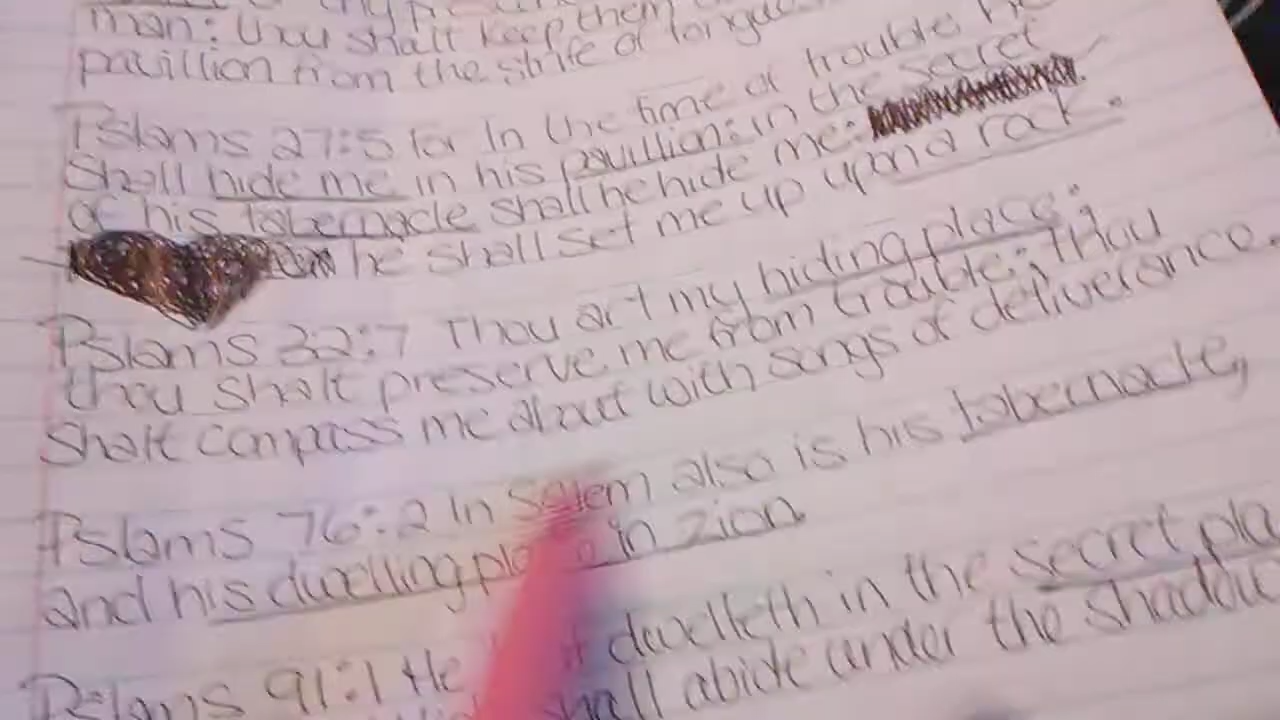 man: thou shalt keep them
pavillion from the strife of tongues
Pslams 27:5 for in the time of trouble He
Shall hide me in his pavillion: in the secret
of his tabernacle shall he hide me:
he shall set me up upon a rock.
Pslams 32:7 Thou art my hiding place;
thou shalt preserve me from trouble; Thou
Shalt compass me about with songs of deliverance.
Pslams 76:2 In Salem also is his tabernacle,
and his dwelling place in zion.
Pslams 91:1 He dwelleth in the secret pla
shall abide under the shadow